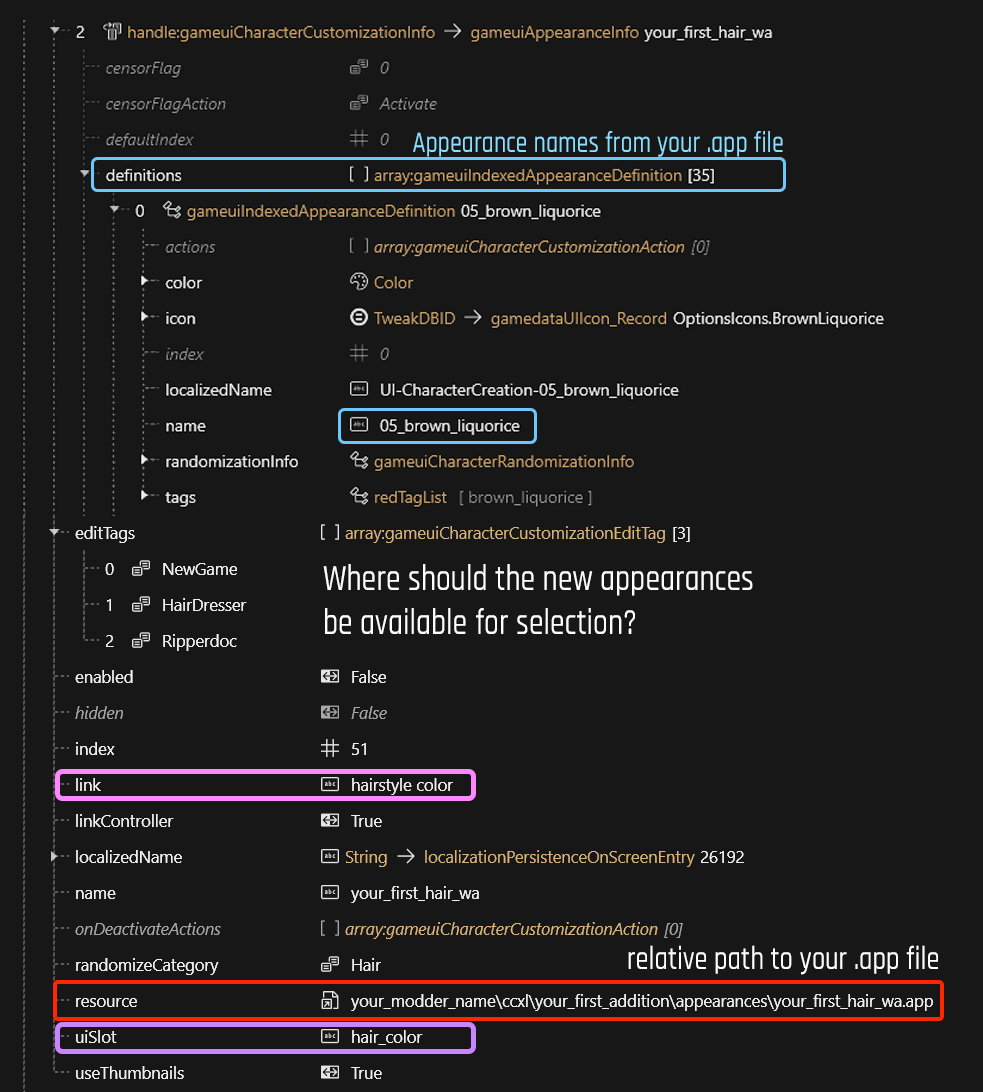 2 handle:gameuiCharacterCustomizationInfo → gameuiAppearanceInfo your_first_hair_wa
censorFlag 0
censorFlagAction Activate
defaultIndex # 0 Appearance names from your .app file
definitions [ ] array:gameuiIndexedAppearanceDefinition [35]
0 gameuiIndexedAppearanceDefinition 05_brown_liquorice
actions [ ] array:gameuiCharacterCustomizationAction [0]
color Color
icon TweakDBID → gamedataUIIcon_Record OptionsIcons.BrownLiquorice
index # 0
localizedName abc UI-CharacterCreation-05_brown_liquorice
name abc 05_brown_liquorice
randomizationInfo gameuiCharacterRandomizationInfo
tags redTagList [ brown_liquorice ]
editTags [ ] array:gameuiCharacterCustomizationEditTag [3]
0 NewGame
Where should the new appearances
1 HairDresser
be available for selection?
2 Ripperdoc
enabled False
hidden False
index # 51
link abc hairstyle color
linkController True
localizedName abc String → localizationPersistenceOnScreenEntry 26192
name abc your_first_hair_wa
onDeactivateActions [ ] array:gameuiCharacterCustomizationAction [0]
randomizeCategory Hair relative path to your .app file
resource your_modder_name\ccxl\your_first_addition\appearances\your_first_hair_wa.app
uiSlot abc hair_color
useThumbnails True